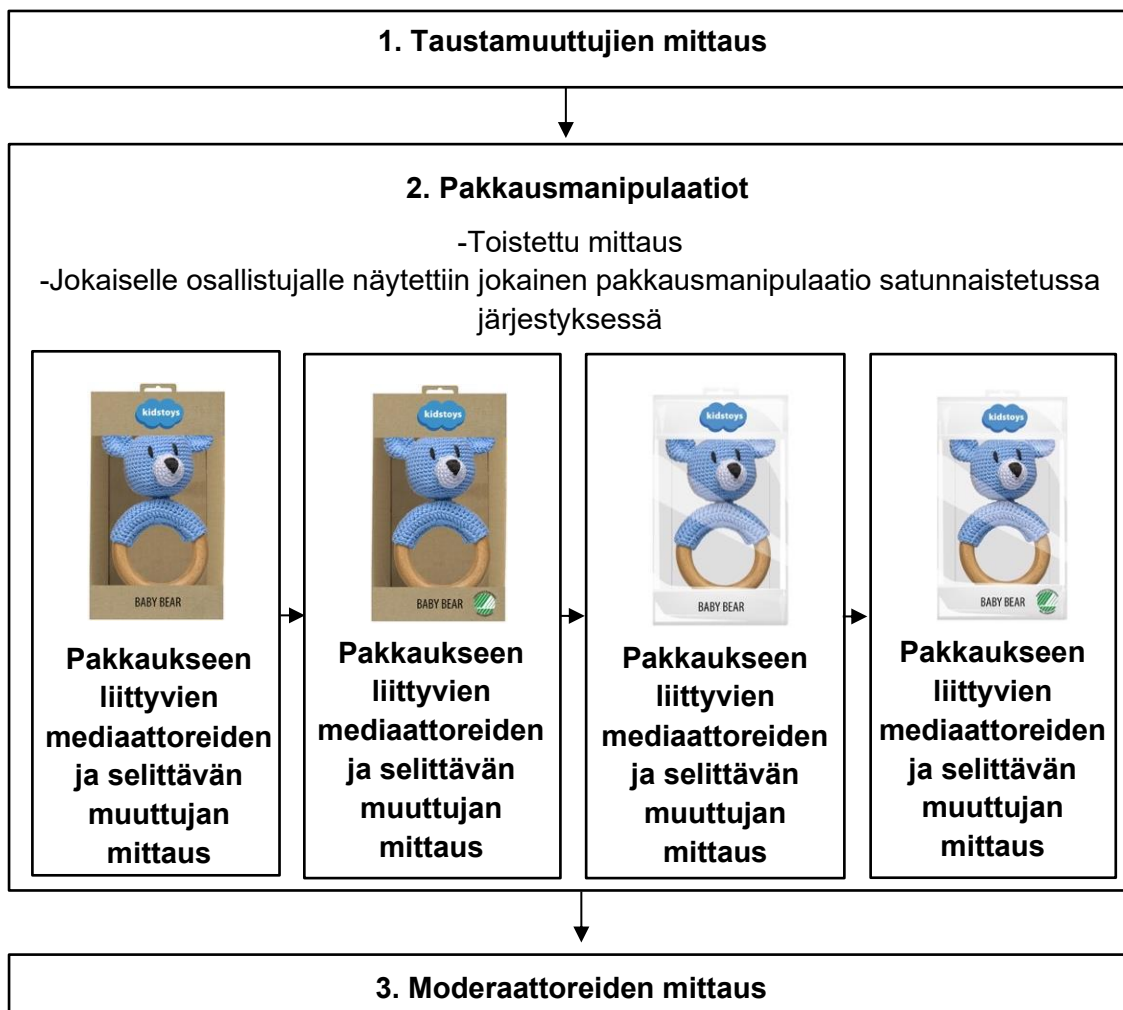 1. Taustamuuttujien mittaus
2. Pakkausmanipulaatiot
-Toistettu mittaus
-Jokaiselle osallistujalle näytettiin jokainen pakkausmanipulaatio satunnaistetussa
järjestyksessä
kidstoys
BABY BEAR
Pakkaukseen
liittyvien
mediaattoreiden
ja selittävän
muuttujan
mittaus
kidstoys
BABY BEAR
Pakkaukseen
liittyvien
mediaattoreiden
ja selittävän
muuttujan
mittaus
kidstoys
BABY BEAR
Pakkaukseen
liittyvien
mediaattoreiden
ja selittävän
muuttujan
mittaus
kidstoys
BABY BEAR
Pakkaukseen
liittyvien
mediaattoreiden
ja selittävän
muuttujan
mittaus
3. Moderaattoreiden mittaus